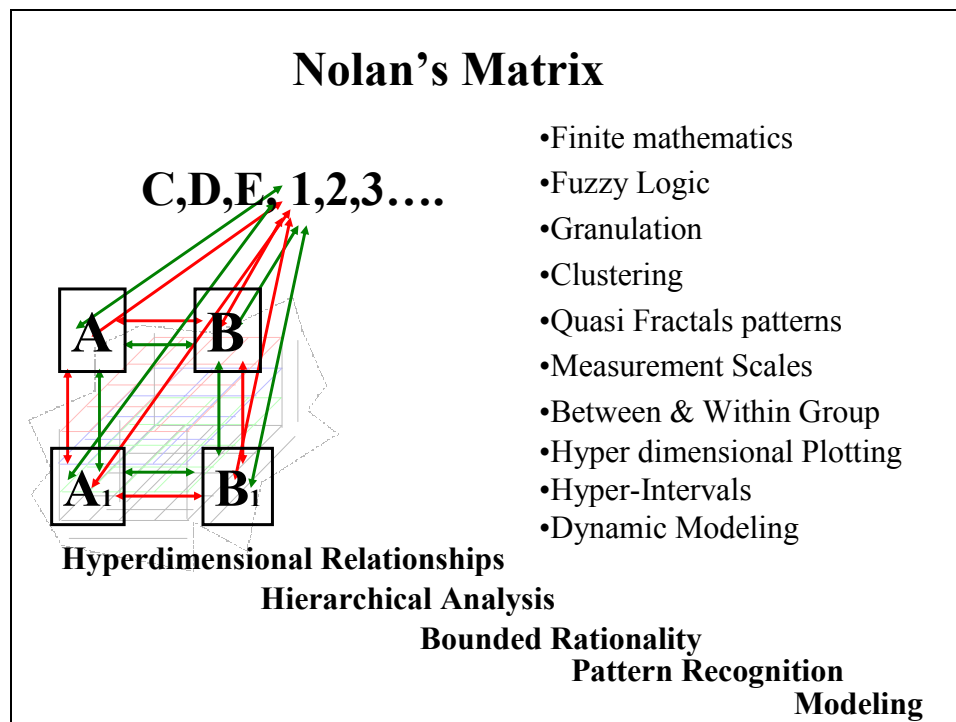 Nolan’s Matrix
C,D,E, 1,2,3….
A B
A1 B1
•Finite mathematics
•Fuzzy Logic
•Granulation
•Clustering
•Quasi Fractals patterns
•Measurement Scales
•Between & Within Group
•Hyper dimensional Plotting
•Hyper-Intervals
•Dynamic Modeling
Hyperdimensional Relationships
Hierarchical Analysis
Bounded Rationality
Pattern Recognition
Modeling